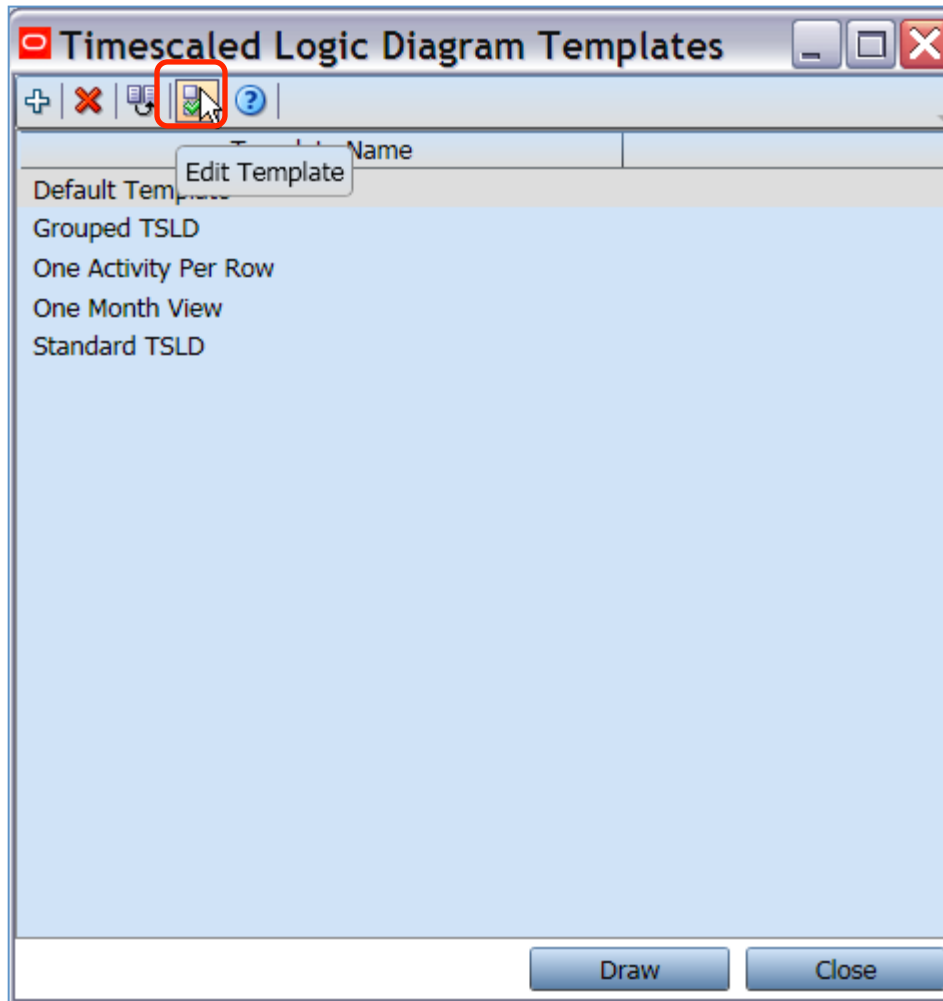 Timescaled Logic Diagram Templates
Name
Edit Template
Default
Grouped TSLD
One Activity Per Row
One Month View
Standard TSLD
Draw Close